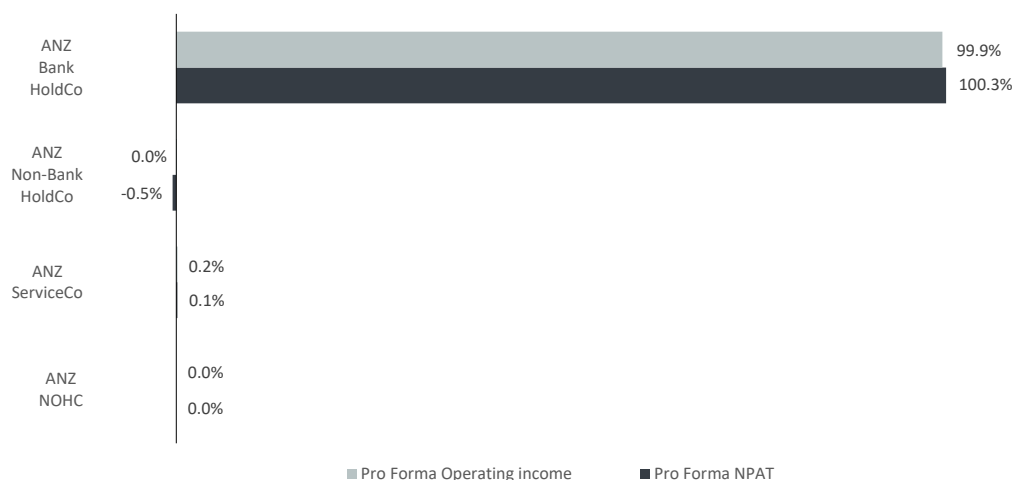 ANZ
Bank
HoldCo
99.9%
100.3%
ANZ
Non-Bank
HoldCo
0.0%
-0.5%
ANZ
ServiceCo
0.2%
0.1%
ANZ
NOHC
0.0%
0.0%
Pro Forma Operating income Pro Forma NPAT